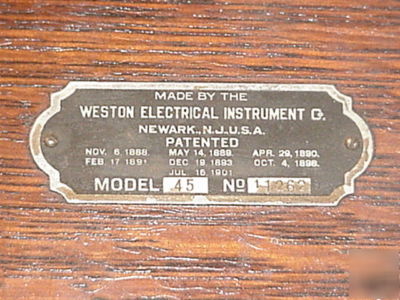 MADE BY THE
WESTON ELECTRICAL INSTRUMENT Co.
NEWARK., N.J. U.S.A.
PATENTED
NOV. 6, 1888. MAY 14, 1889. APR. 29, 1890.
FEB. 17 1891. DEC. 19, 1893 OCT. 4, 1898.
JUL. 16, 1901.
MODEL 45 No 11262